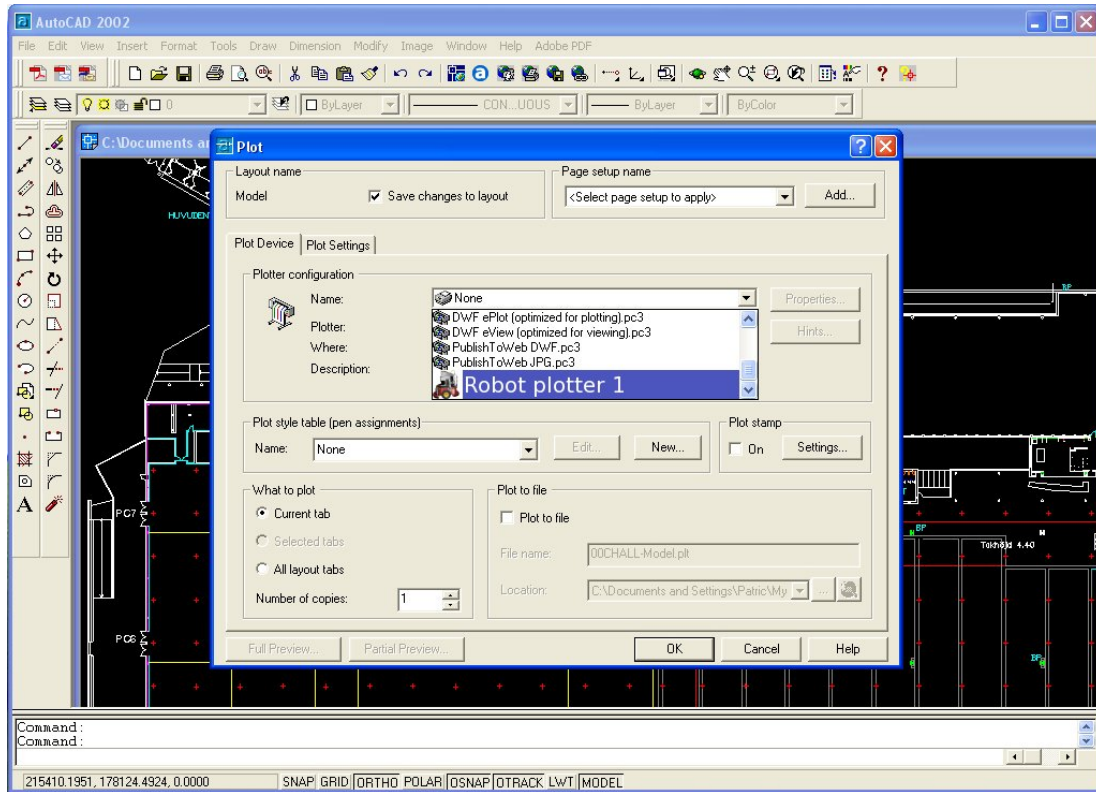 AutoCAD 2002
File Edit View Insert Format Tools Draw Dimension Modify Image Window Help Adobe PDF
0 ByLayer CON...UOUS ByLayer ByColor
C:\Documents a
Plot
Layout name
Model Save changes to layout
Page setup name
<Select page setup to apply> Add...
Plot Device Plot Settings
Plotter configuration
Name: None Properties...
Plotter:
Where:
Description:
DWF ePlot (optimized for plotting).pc3
DWF eView (optimized for viewing).pc3
PublishToWeb DWF.pc3
PublishToWeb JPG.pc3
Robot plotter 1
Hints...
Plot style table (pen assignments)
Name: None Edit... New...
Plot stamp
On Settings...
What to plot
Current tab
Selected tabs
All layout tabs
Number of copies: 1
Plot to file
Plot to file
File name: 00CHALL-Model.plt
Location: C:\Documents and Settings\Patric\My ...
Full Preview... Partial Preview... OK Cancel Help
HUVUDEN
PC7
PC6
BP
BP
Takhöjd 4.40
BP
Command:
Command:
215410.1951, 178124.4924, 0.0000 SNAP GRID ORTHO POLAR OSNAP OTRACK LWT MODEL